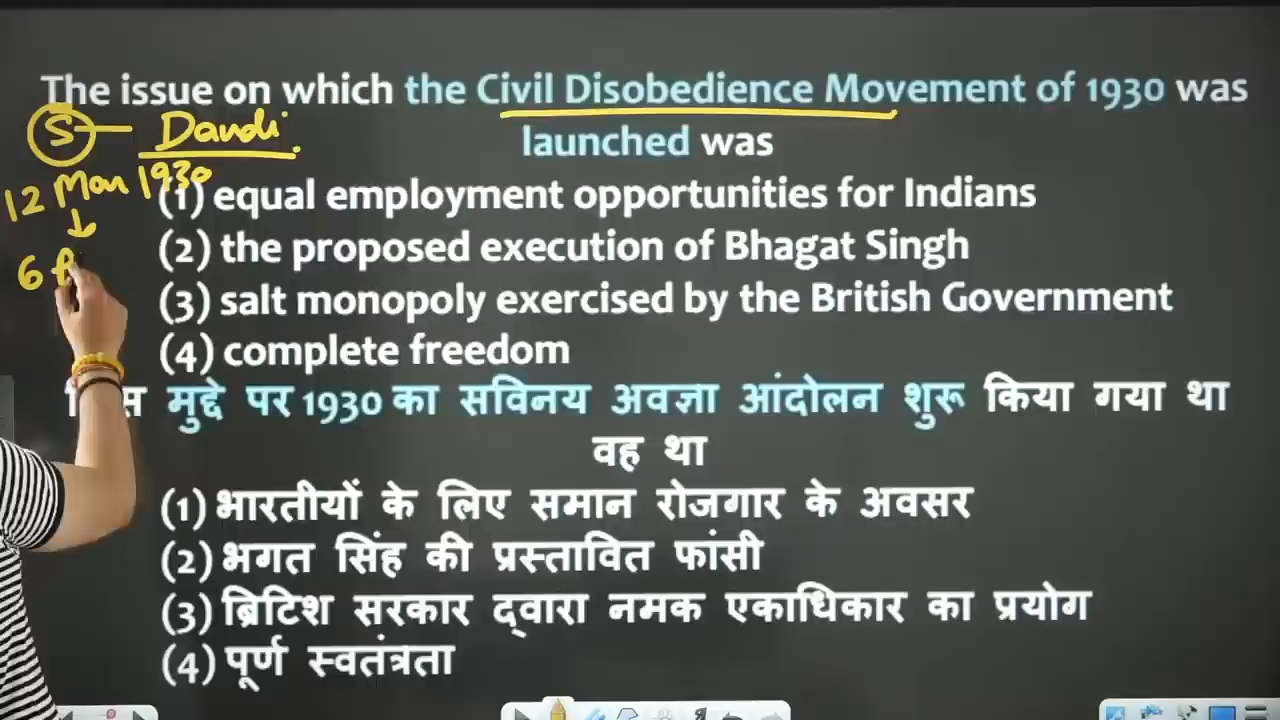 The issue on which the Civil Disobedience Movement of 1930 was
launched was
S — Dandi.
12 Mar 1930
(1) equal employment opportunities for Indians
(2) the proposed execution of Bhagat Singh
6
(3) salt monopoly exercised by the British Government
(4) complete freedom
मुद्दे पर 1930 का सविनय अवज्ञा आंदोलन शुरू किया गया था
वह था
(1) भारतीयों के लिए समान रोजगार के अवसर
(2) भगत सिंह की प्रस्तावित फांसी
(3) ब्रिटिश सरकार द्वारा नमक एकाधिकार का प्रयोग
(4) पूर्ण स्वतंत्रता